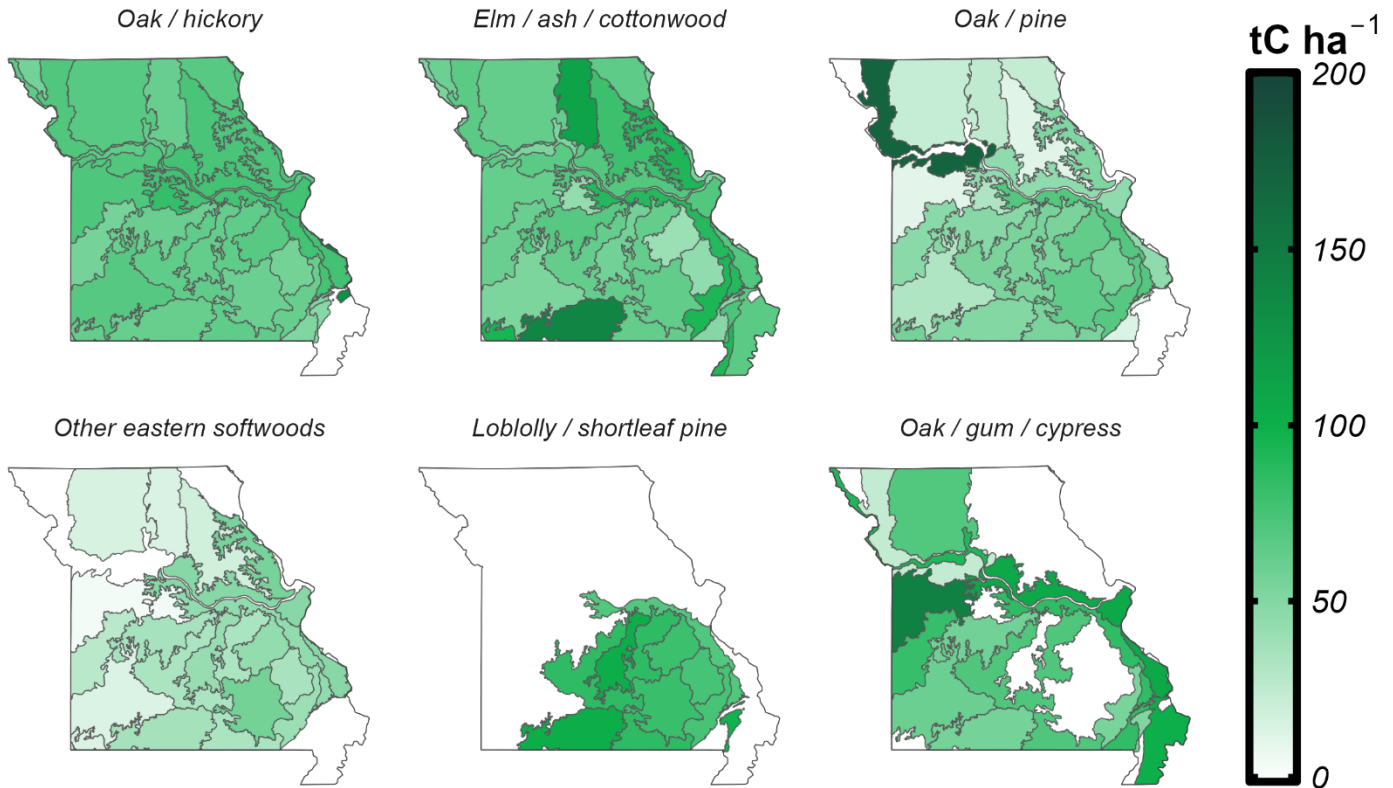 Oak / hickory
Elm / ash / cottonwood
Oak / pine
tC ha⁻¹
200
150
100
50
0
Other eastern softwoods
Loblolly / shortleaf pine
Oak / gum / cypress